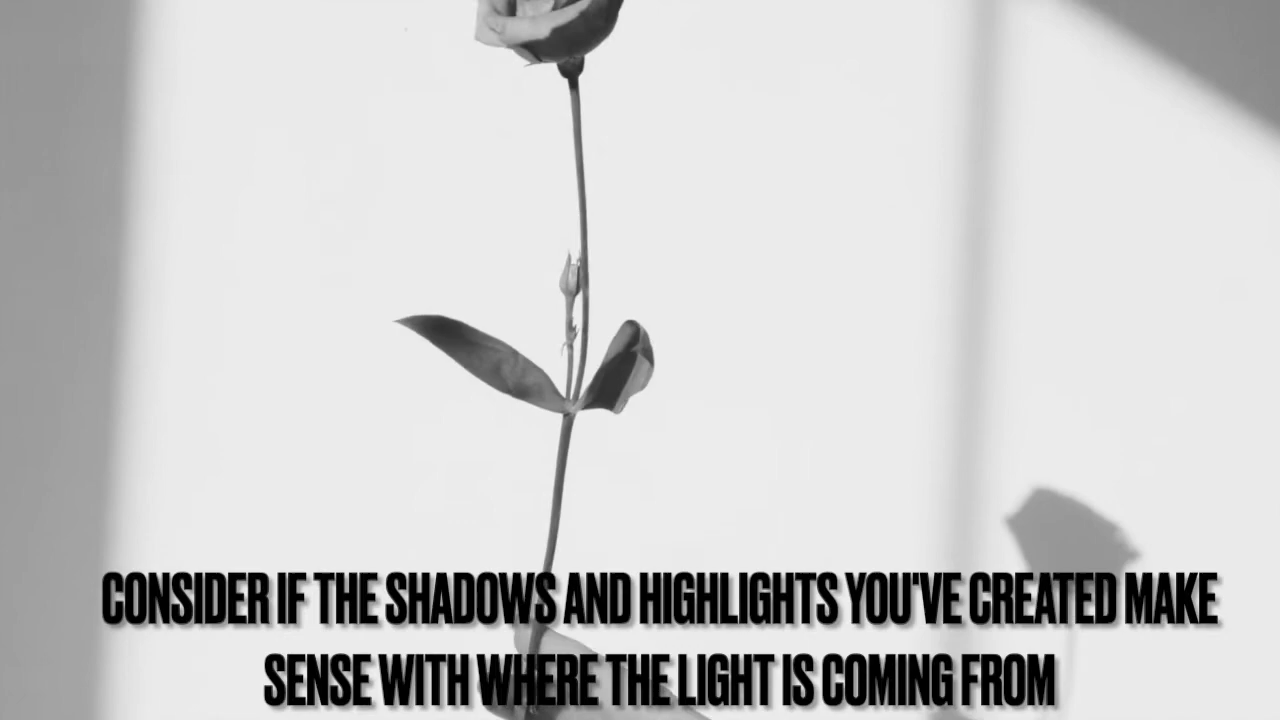 CONSIDER IF THE SHADOWS AND HIGHLIGHTS YOU'VE CREATED MAKE
SENSE WITH WHERE THE LIGHT IS COMING FROM